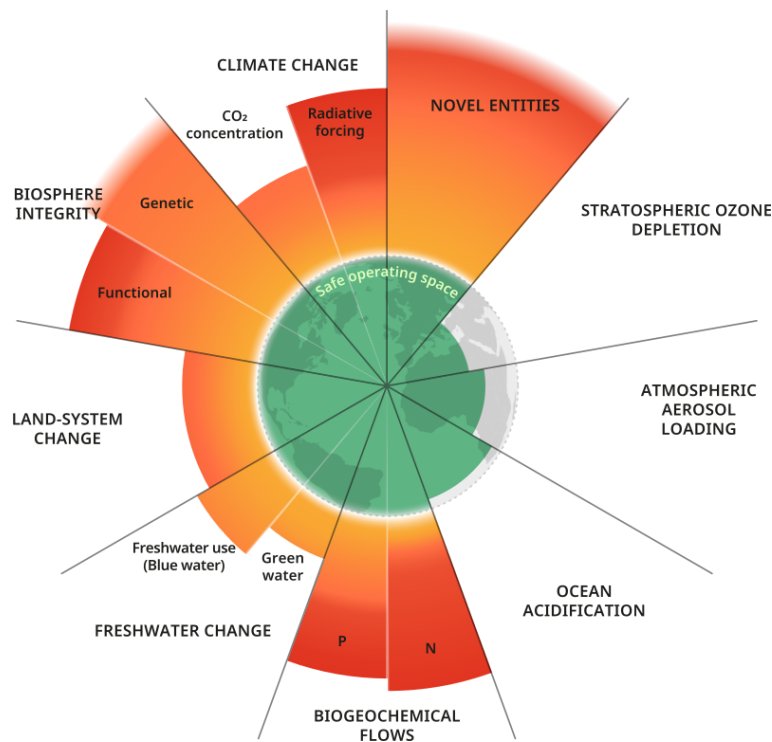 CLIMATE CHANGE
CO₂
concentration
Radiative
forcing
NOVEL ENTITIES
BIOSPHERE
INTEGRITY
Genetic
STRATOSPHERIC OZONE
DEPLETION
Safe operating space
Functional
LAND-SYSTEM
CHANGE
ATMOSPHERIC
AEROSOL
LOADING
Freshwater use
(Blue water)
Green
water
OCEAN
ACIDIFICATION
FRESHWATER CHANGE
P
N
BIOGEOCHEMICAL
FLOWS